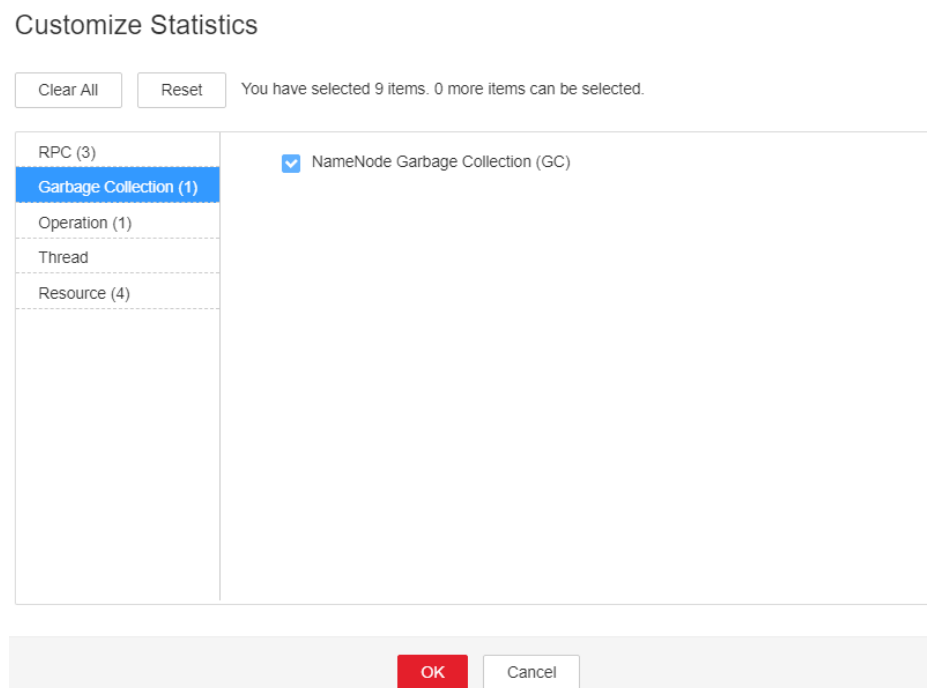 Customize Statistics
Clear All Reset You have selected 9 items. 0 more items can be selected.
RPC (3)
NameNode Garbage Collection (GC)
Garbage Collection (1)
Operation (1)
Thread
Resource (4)
OK Cancel